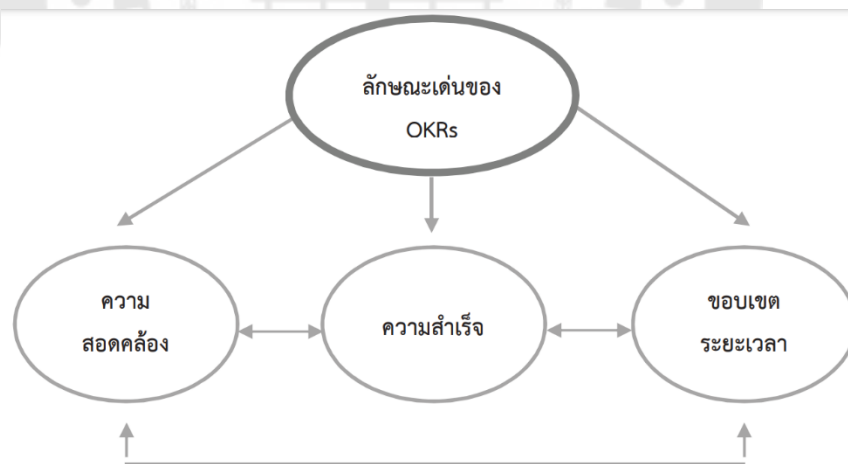 ลักษณะเด่นของ
OKRs
ความ
สอดคล้อง
ความสำเร็จ
ขอบเขต
ระยะเวลา